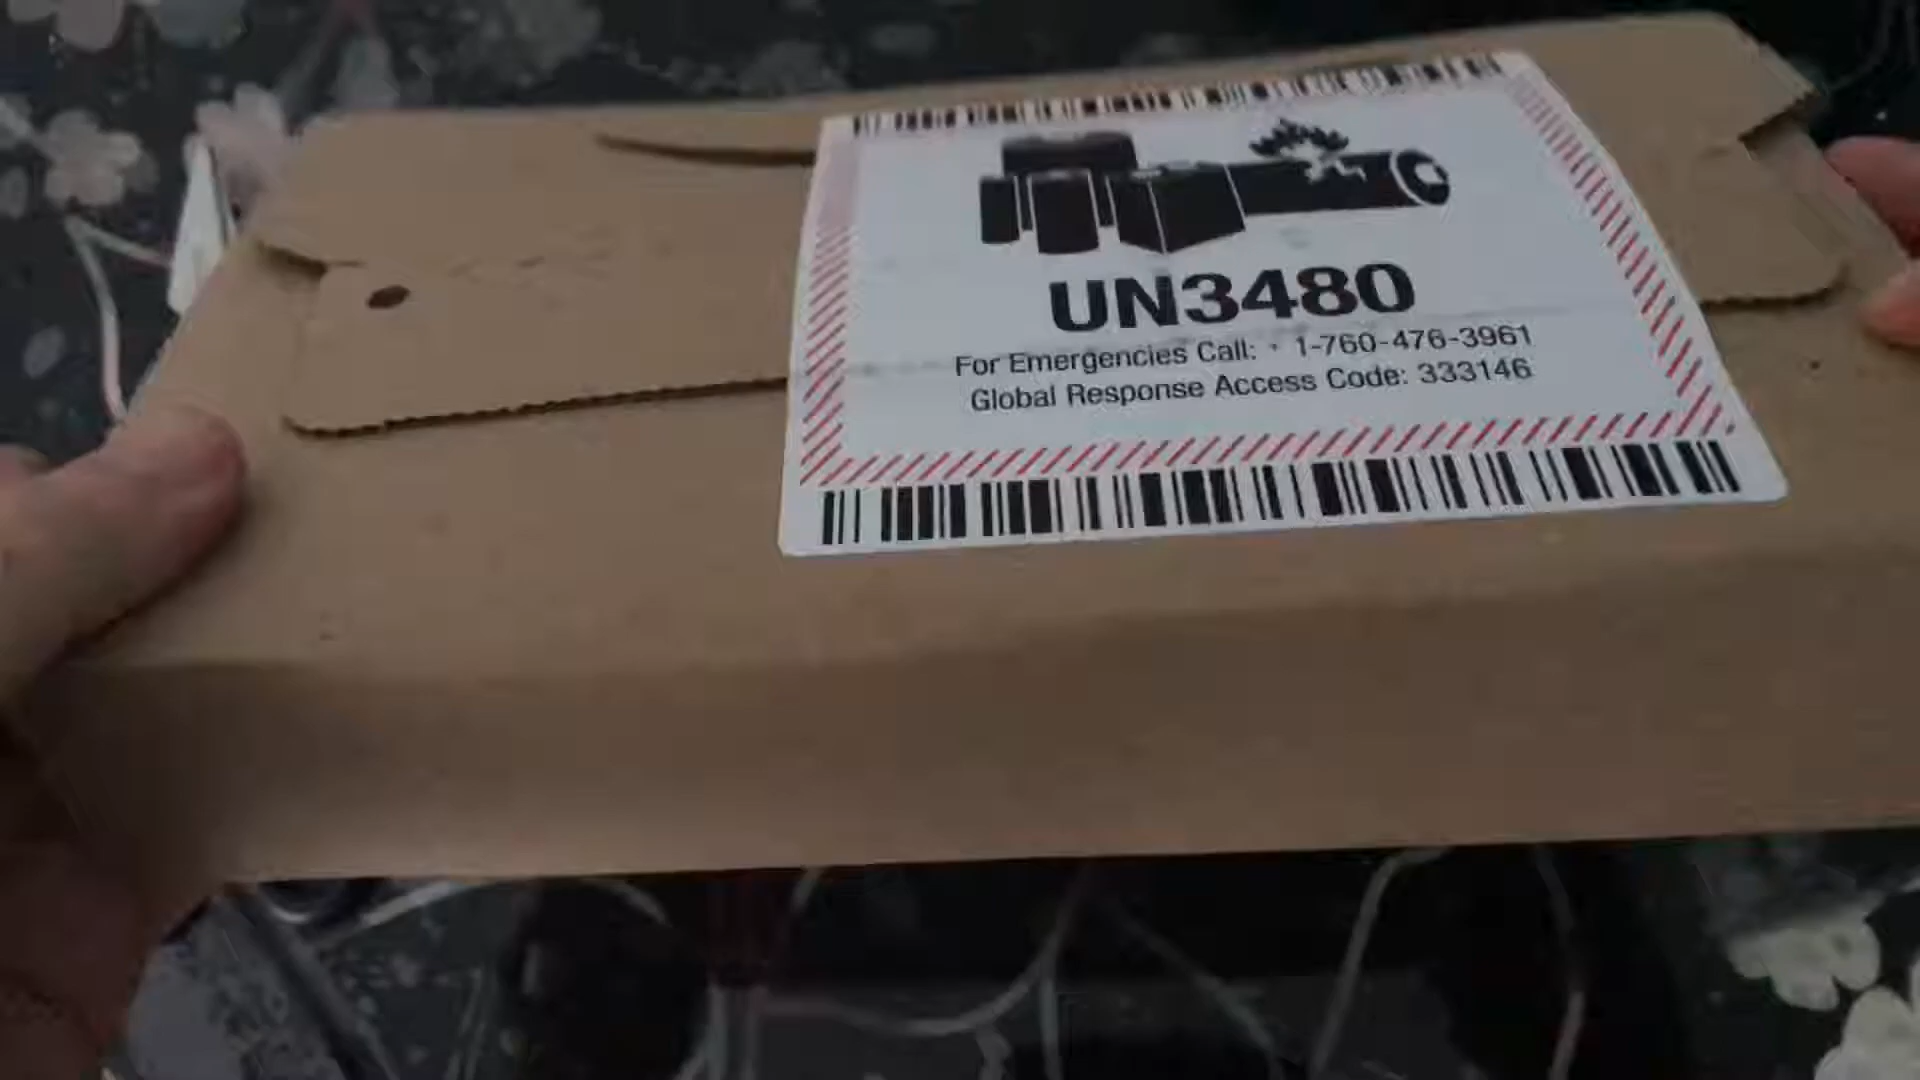 UN3480
For Emergencies Call: • 1-760-476-3961
Global Response Access Code: 333146